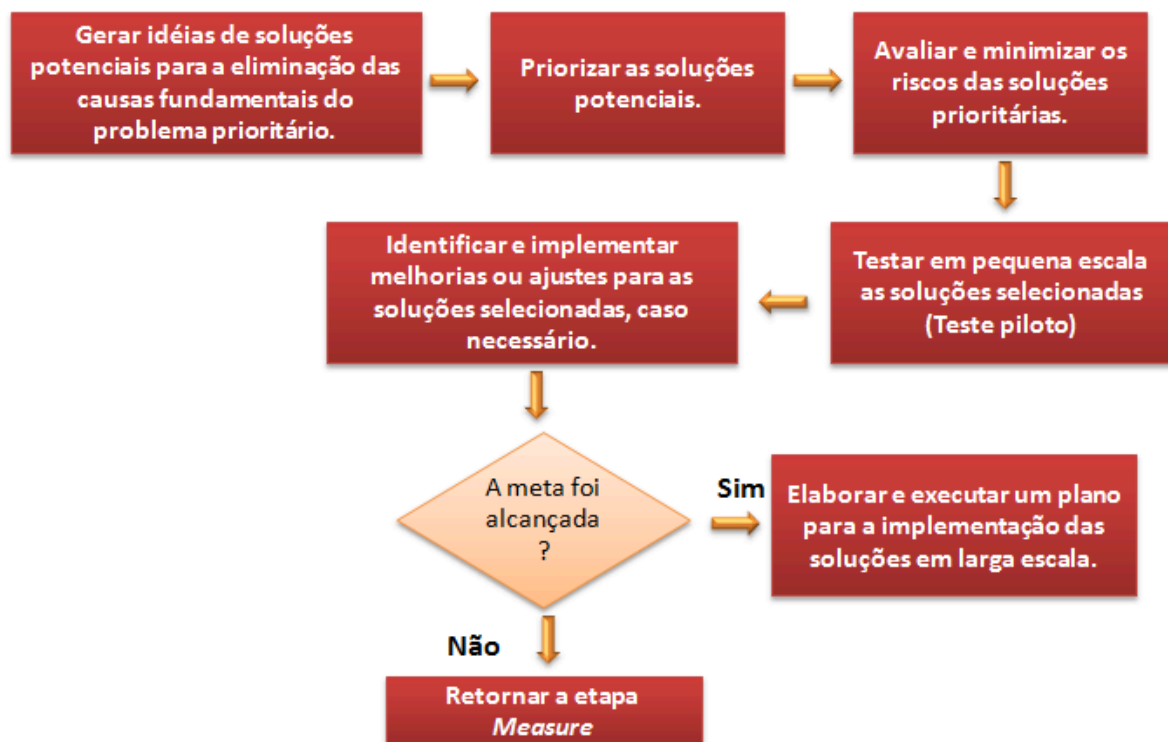 Gerar idéias de soluções
potenciais para a eliminação das
causas fundamentais do
problema prioritário.
Priorizar as soluções
potenciais.
Avaliar e minimizar os
riscos das soluções
prioritárias.
Testar em pequena escala
as soluções selecionadas
(Teste piloto)
Identificar e implementar
melhorias ou ajustes para as
soluções selecionadas, caso
necessário.
A meta foi
alcançada
?
Sim
Elaborar e executar um plano
para a implementação das
soluções em larga escala.
Não
Retornar a etapa
Measure